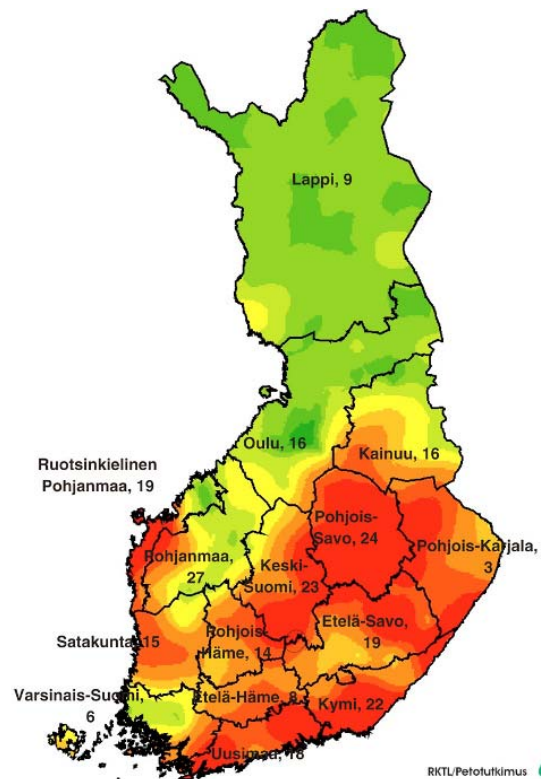 Lappi, 9
Oulu, 16
Kainuu, 16
Ruotsinkielinen
Pohjanmaa, 19
Pohjois-
Savo, 24
Pohjois-Karjala,
3
Pohjanmaa,
27
Keski-
Suomi, 23
Etelä-Savo,
19
Satakunta, 15
Pohjois-
Häme, 14
Varsinais-Suomi,
6
Etelä-Häme, 8
Kymi, 22
Uusimaa, 18
RKTL/Petotutkimus